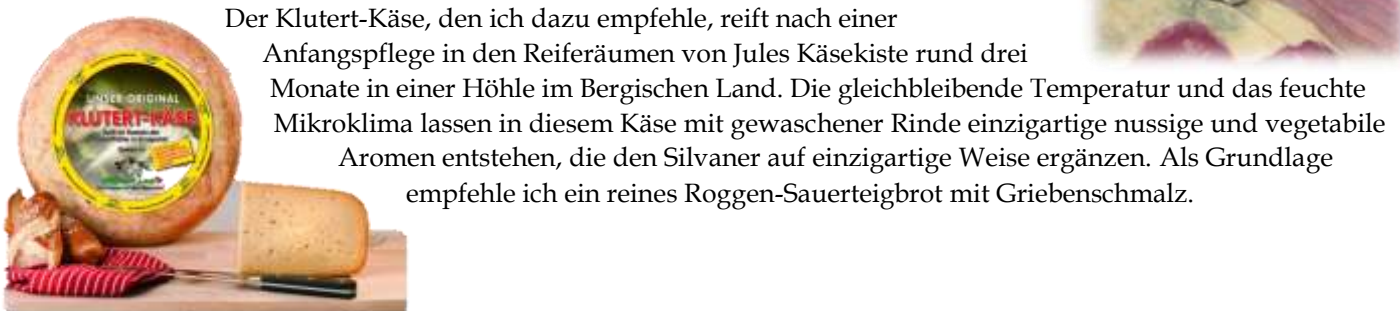 Der Klutert-Käse, den ich dazu empfehle, reift nach einer
Anfangspflege in den Reiferäumen von Jules Käsekiste rund drei
Monate in einer Höhle im Bergischen Land. Die gleichbleibende Temperatur und das feuchte
Mikroklima lassen in diesem Käse mit gewaschener Rinde einzigartige nussige und vegetabile
Aromen entstehen, die den Silvaner auf einzigartige Weise ergänzen. Als Grundlage
empfehle ich ein reines Roggen-Sauerteigbrot mit Griebenschmalz.
UNSER ORIGINAL
KLUTERT-KÄSE